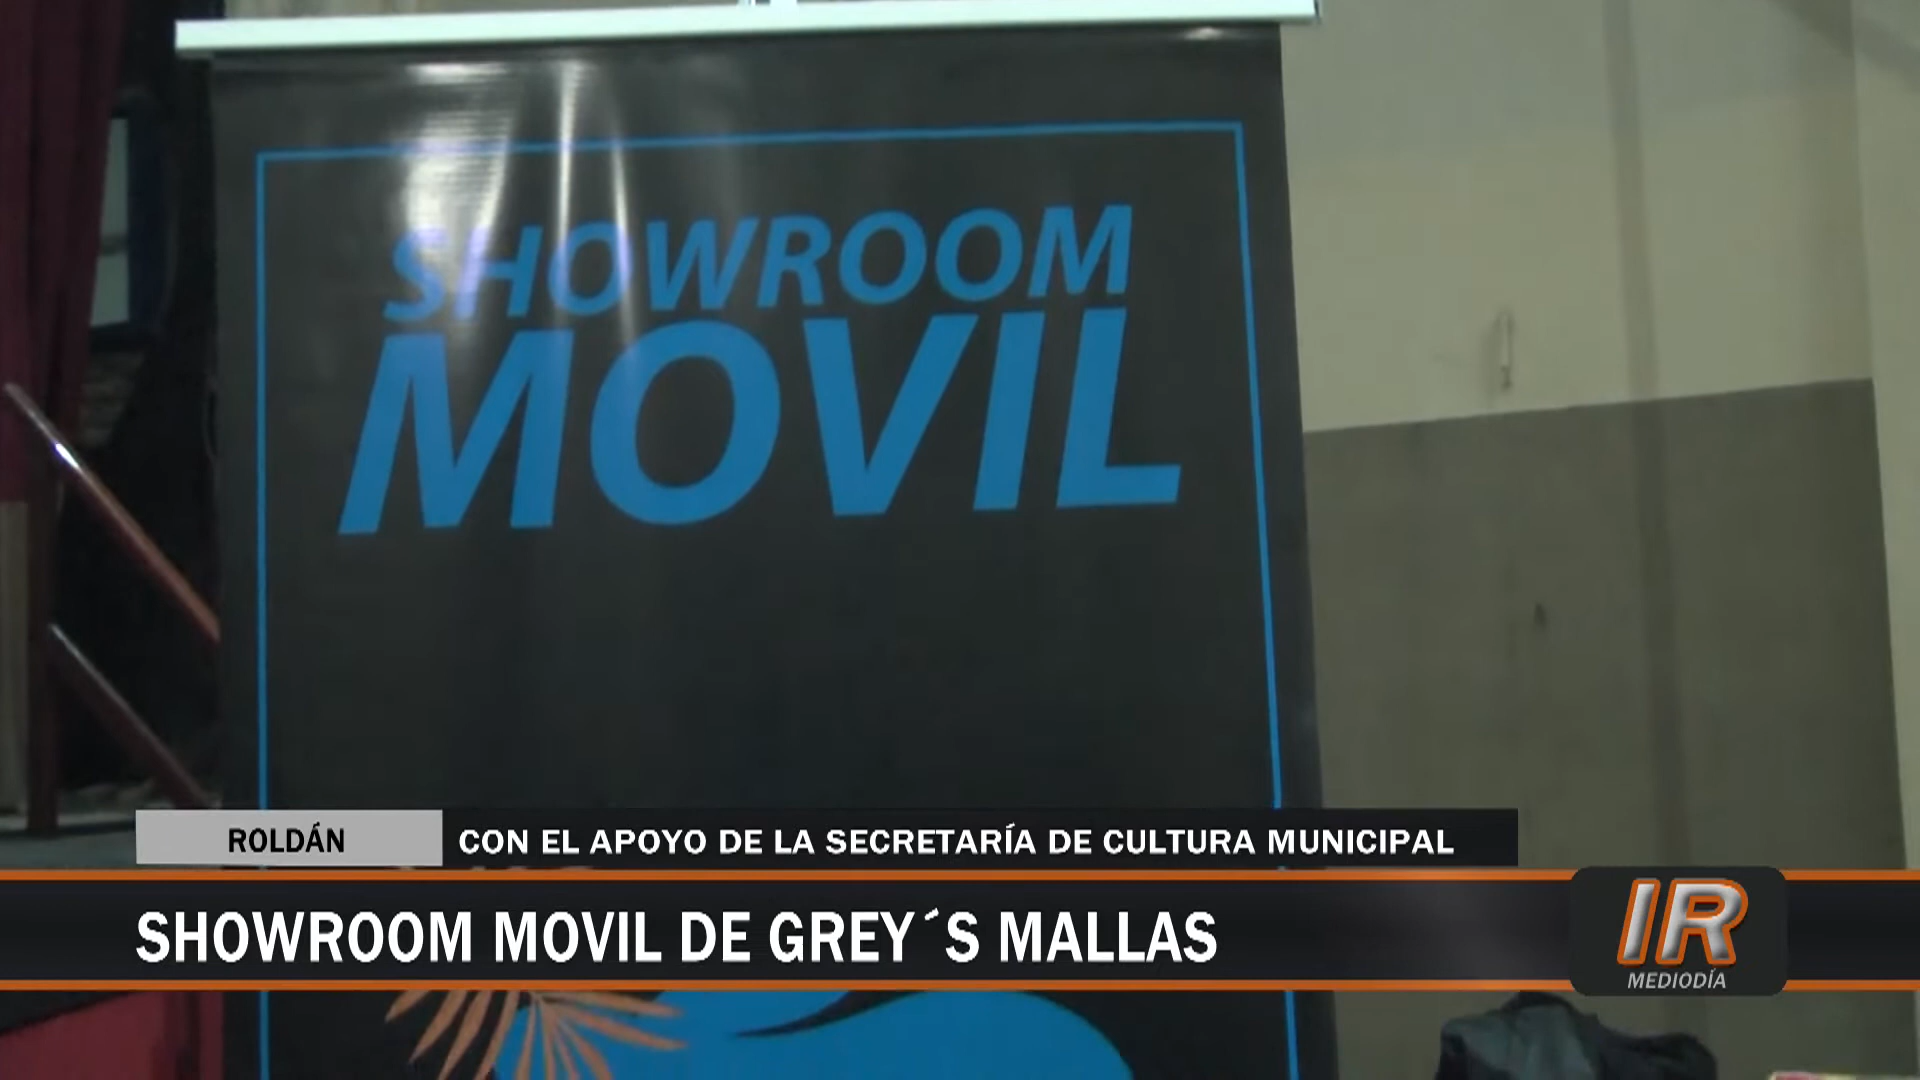 SHOWROOM
MOVIL
ROLDÁN
CON EL APOYO DE LA SECRETARÍA DE CULTURA MUNICIPAL
SHOWROOM MOVIL DE GREY´S MALLAS
IR
MEDIODÍA